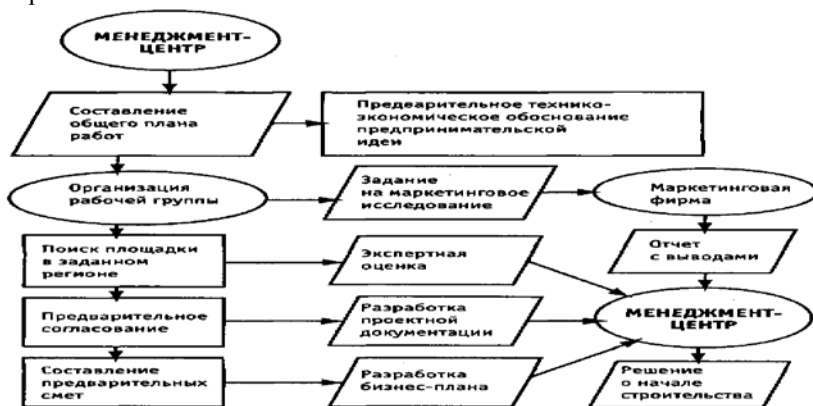 МЕНЕДЖМЕНТ-
ЦЕНТР
Составление
общего плана
работ
Предварительное технико-
экономическое обоснование
предпринимательской
идеи
Организация
рабочей группы
Задание
на маркетинговое
исследование
Маркетинговая
фирма
Поиск площадки
в заданном
регионе
Экспертная
оценка
Отчет
с выводами
Предварительное
согласование
Разработка
проектной
документации
МЕНЕДЖМЕНТ-
ЦЕНТР
Составление
предварительных
смет
Разработка
бизнес-плана
Решение
о начале
строительства